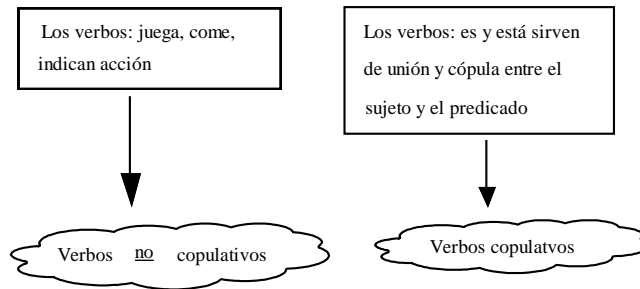 Los verbos: juega, come,
indican acción
Los verbos: es y está sirven
de unión y cópula entre el
sujeto y el predicado
Verbos no copulativos
Verbos copulatvos